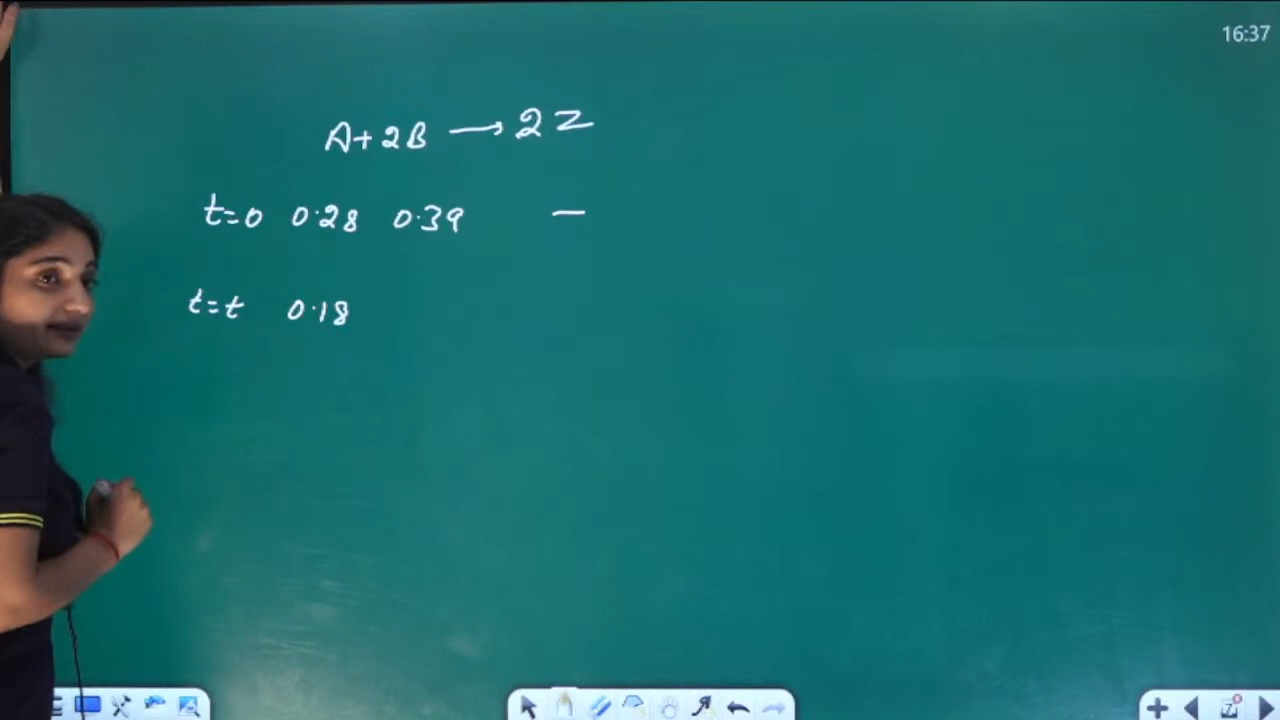 16:37
A+2B → 2Z
t=0 0.28 0.39 —
t=t 0.18